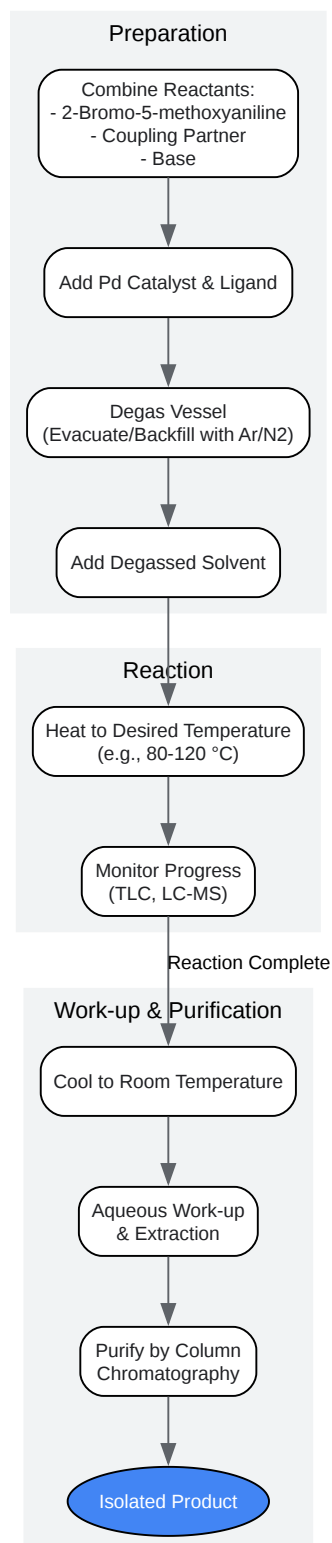 Preparation
Combine Reactants:
- 2-Bromo-5-methoxyaniline
- Coupling Partner
- Base
Add Pd Catalyst & Ligand
Degas Vessel
(Evacuate/Backfill with Ar/N2)
Add Degassed Solvent
Reaction
Heat to Desired Temperature
(e.g., 80-120 °C)
Monitor Progress
(TLC, LC-MS)
Reaction Complete
Work-up & Purification
Cool to Room Temperature
Aqueous Work-up
& Extraction
Purify by Column
Chromatography
Isolated Product